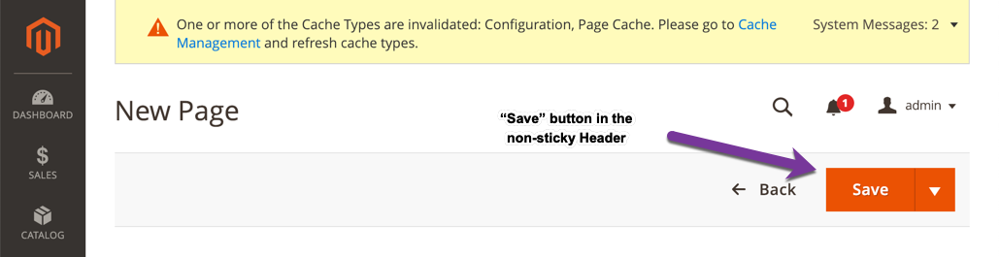 One or more of the Cache Types are invalidated: Configuration, Page Cache. Please go to Cache
Management and refresh cache types.
System Messages: 2
DASHBOARD
SALES
CATALOG
New Page
“Save” button in the
non-sticky Header
1
admin
Back
Save